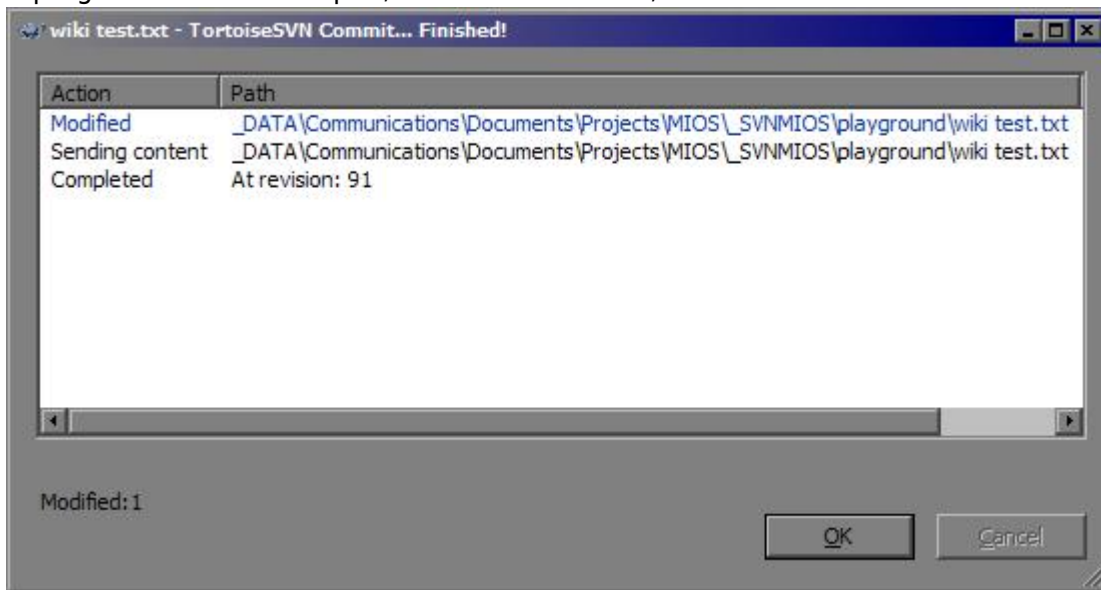 wiki test.txt - TortoiseSVN Commit... Finished!
Action Path
Modified _DATA\Communications\Documents\Projects\MIOS\_SVNMIOS\playground\wiki test.txt
Sending content _DATA\Communications\Documents\Projects\MIOS\_SVNMIOS\playground\wiki test.txt
Completed At revision: 91
Modified:1
OK Cancel